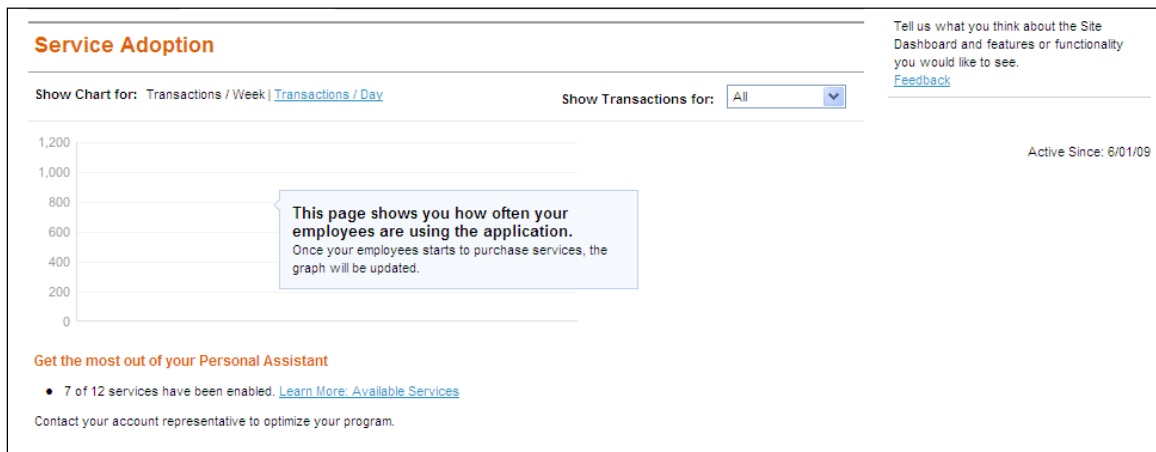 Service Adoption
Show Chart for: Transactions / Week | Transactions / Day
Show Transactions for: All
1,200
1,000
800
600
400
200
0
This page shows you how often your
employees are using the application.
Once your employees starts to purchase services, the
graph will be updated.
Get the most out of your Personal Assistant
• 7 of 12 services have been enabled. Learn More: Available Services
Contact your account representative to optimize your program.
Tell us what you think about the Site
Dashboard and features or functionality
you would like to see.
Feedback
Active Since: 6/01/09